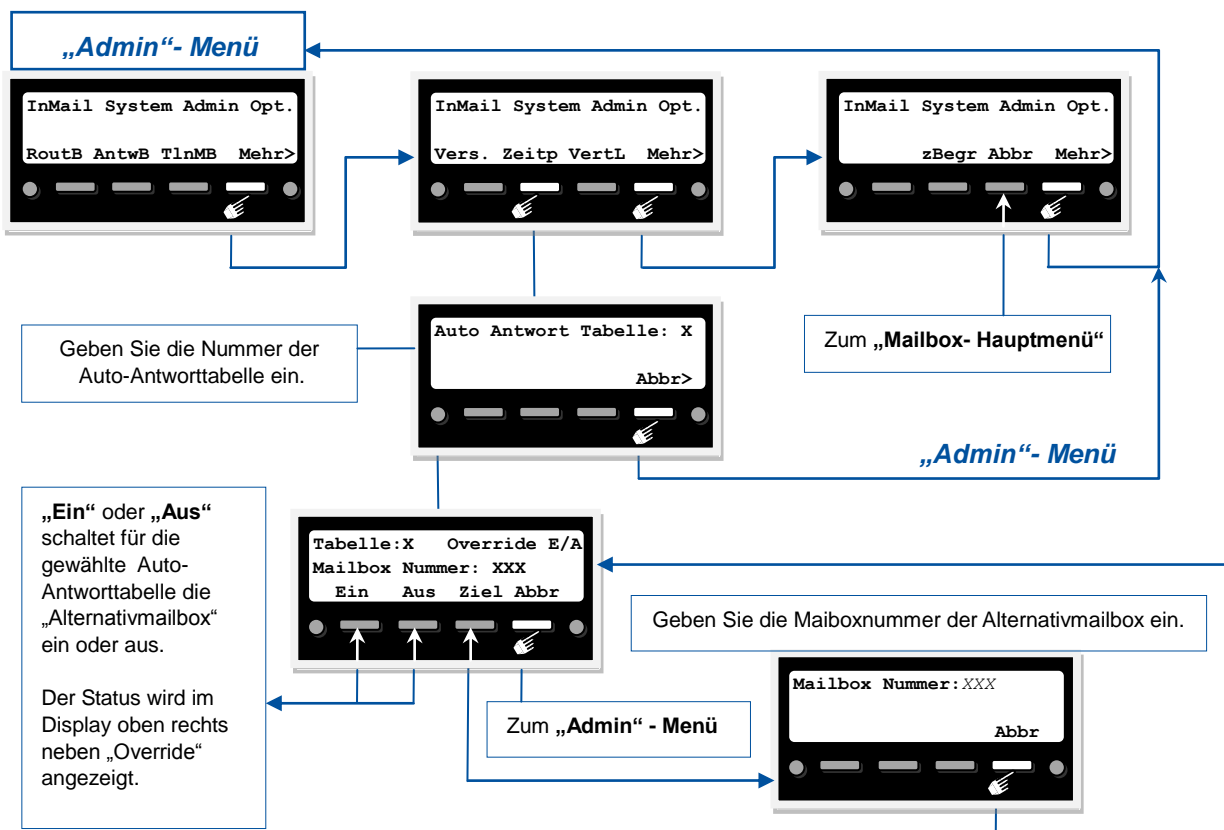 „Admin“- Menü
InMail System Admin Opt.
RoutB AntwB TlnMB Mehr>
InMail System Admin Opt.
Vers. Zeitp VertL Mehr>
InMail System Admin Opt.
zBegr Abbr Mehr>
Geben Sie die Nummer der
Auto-Antworttabelle ein.
Auto Antwort Tabelle: X
Abbr>
Zum „Mailbox- Hauptmenü“
„Admin“- Menü
„Ein“ oder „Aus“
schaltet für die
gewählte Auto-
Antworttabelle die
„Alternativmailbox“
ein oder aus.
Der Status wird im
Display oben rechts
neben „Override“
angezeigt.
Tabelle:X Override E/A
Mailbox Nummer: XXX
Ein Aus Ziel Abbr
Zum „Admin“ - Menü
Geben Sie die Maiboxnummer der Alternativmailbox ein.
Mailbox Nummer:XXX
Abbr